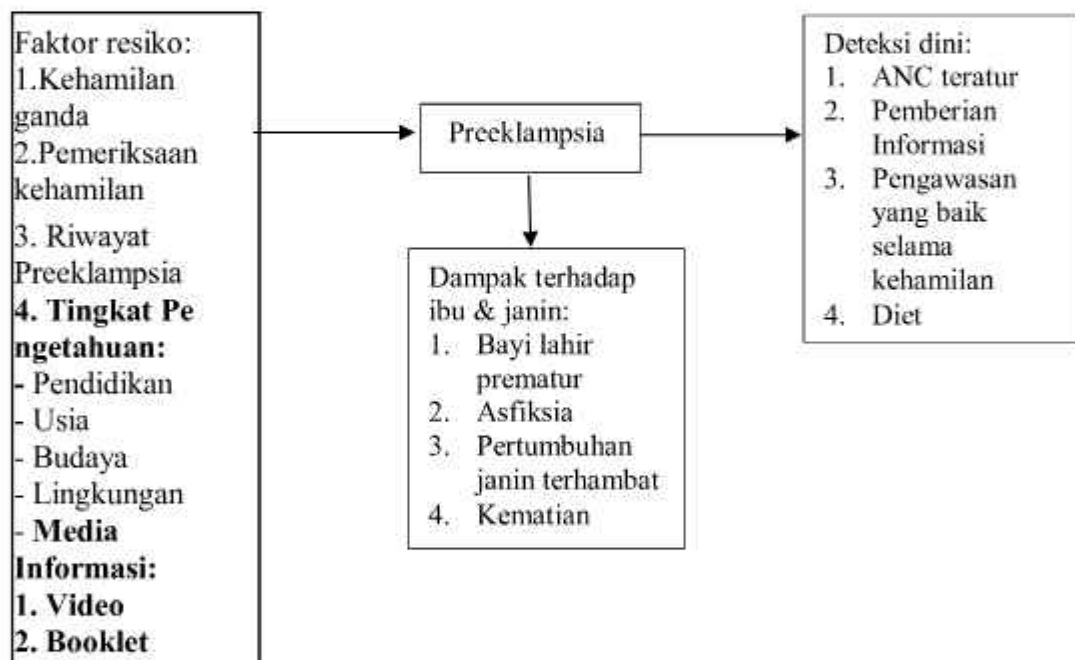 Faktor resiko:
1.Kehamilan
ganda
2.Pemeriksaan
kehamilan
3. Riwayat
Preeklampsia
4. Tingkat Pe
ngetahuan:
- Pendidikan
- Usia
- Budaya
- Lingkungan
- Media
Informasi:
1. Video
2. Booklet
Preeklampsia
Dampak terhadap
ibu & janin:
1. Bayi lahir
prematur
2. Asfiksia
3. Pertumbuhan
janin terhambat
4. Kematian
Deteksi dini:
1. ANC teratur
2. Pemberian
Informasi
3. Pengawasan
yang baik
selama
kehamilan
4. Diet